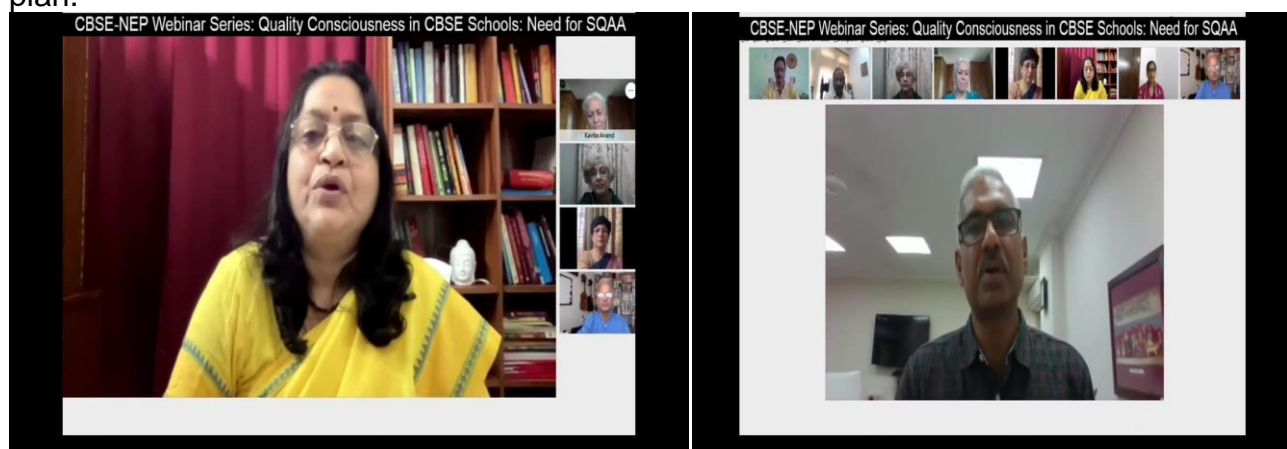 plan.
CBSE-NEP Webinar Series: Quality Consciousness in CBSE Schools: Need for SQAA
Kavita Anand
CBSE-NEP Webinar Series: Quality Consciousness in CBSE Schools: Need for SQAA